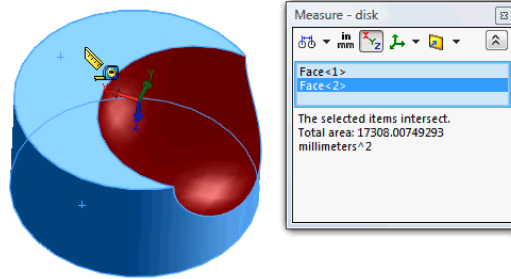 Measure - disk
in
mm
X
Y
Z
Face<1>
Face<2>
The selected items intersect.
Total area: 17308.00749293
millimeters^2
Y